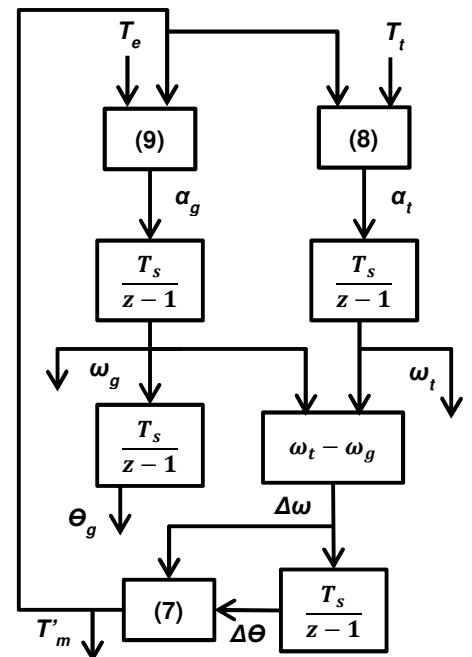 T_e T_t
(9) (8)
α_g α_t
T_s T_s
z − 1 z − 1
ω_g ω_t
T_s
z − 1
ω_t − ω_g
Θ_g Δω
(7) T_s
z − 1
T'_m ΔΘ